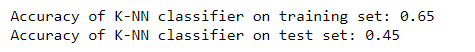 Accuracy of K-NN classifier on training set: 0.65
Accuracy of K-NN classifier on test set: 0.45